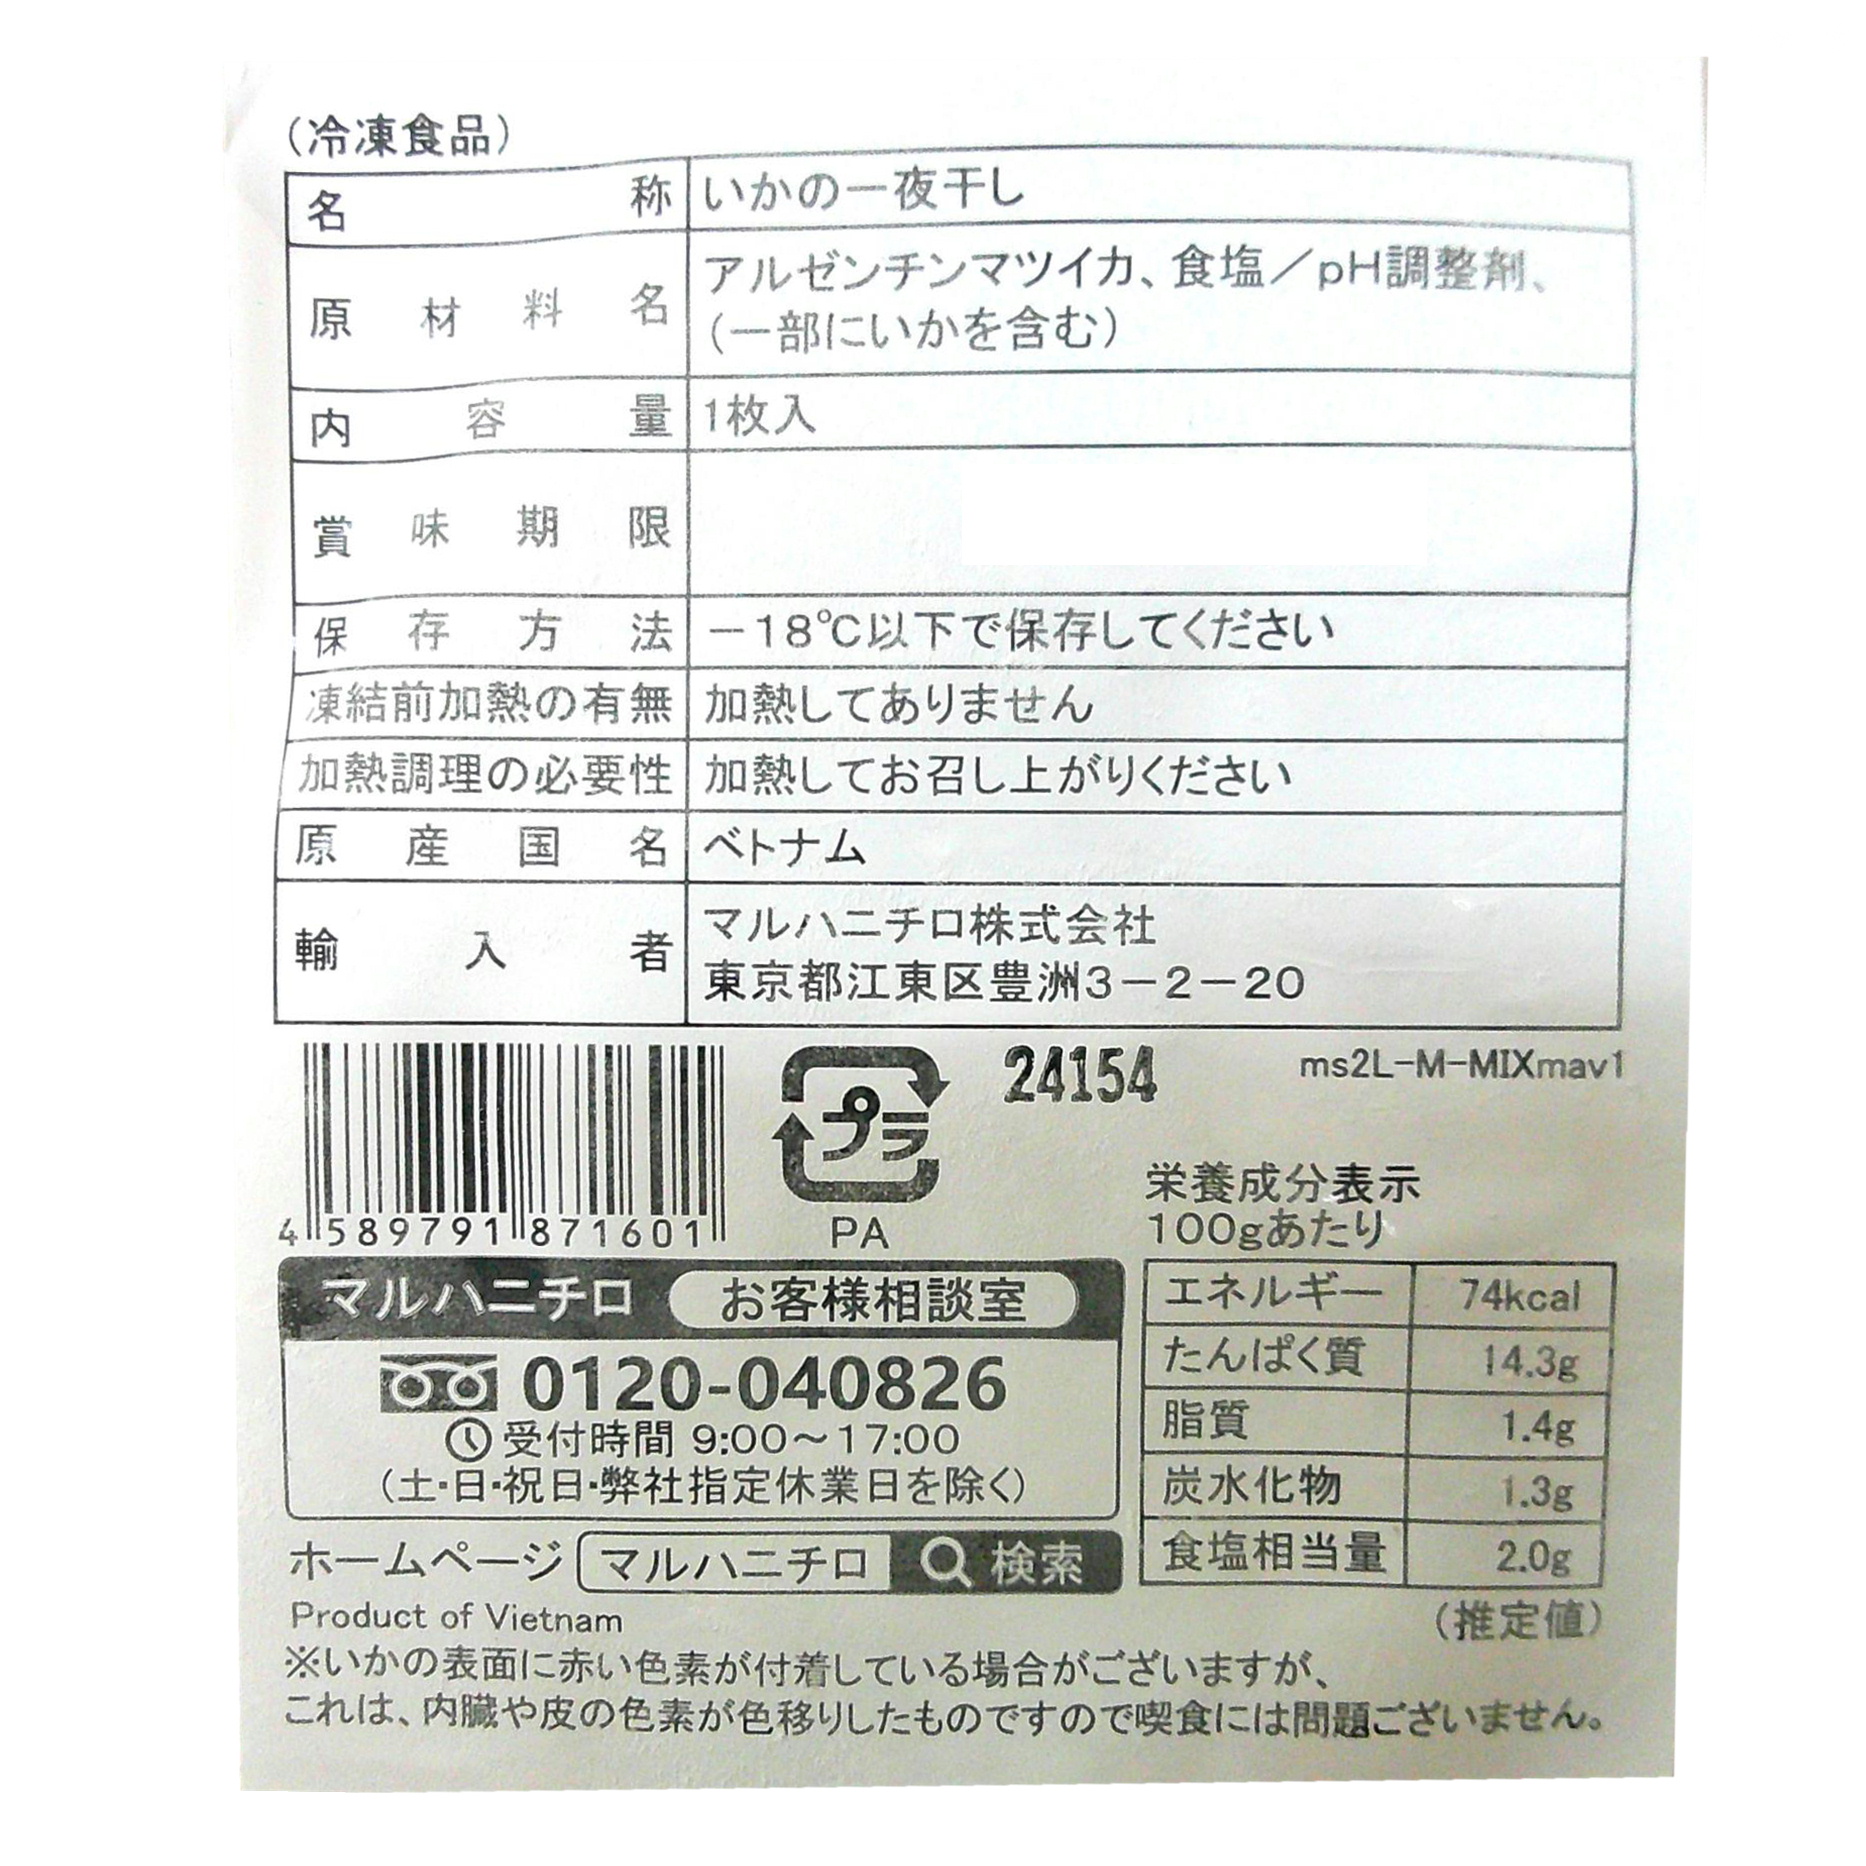 （冷凍食品）
名称 いかの一夜干し
原材料名 アルゼンチンマツイカ、食塩／pH調整剤、
（一部にいかを含む）
内容量 1枚入
賞味期限
保存方法 －18℃以下で保存してください
凍結前加熱の有無 加熱してありません
加熱調理の必要性 加熱してお召し上がりください
原産国名 ベトナム
輸入者 マルハニチロ株式会社
東京都江東区豊洲3－2－20
4 589791 871601
プラ
PA
24154
ms2L-M-MIXmav1
マルハニチロ お客様相談室
0120-040826
受付時間 9:00～17:00
（土・日・祝日・弊社指定休業日を除く）
ホームページ マルハニチロ 検索
栄養成分表示
100gあたり
エネルギー 74kcal
たんぱく質 14.3g
脂質 1.4g
炭水化物 1.3g
食塩相当量 2.0g
（推定値）
Product of Vietnam
※いかの表面に赤い色素が付着している場合がございますが、
これは、内臓や皮の色素が色移りしたものですので喫食には問題ございません。